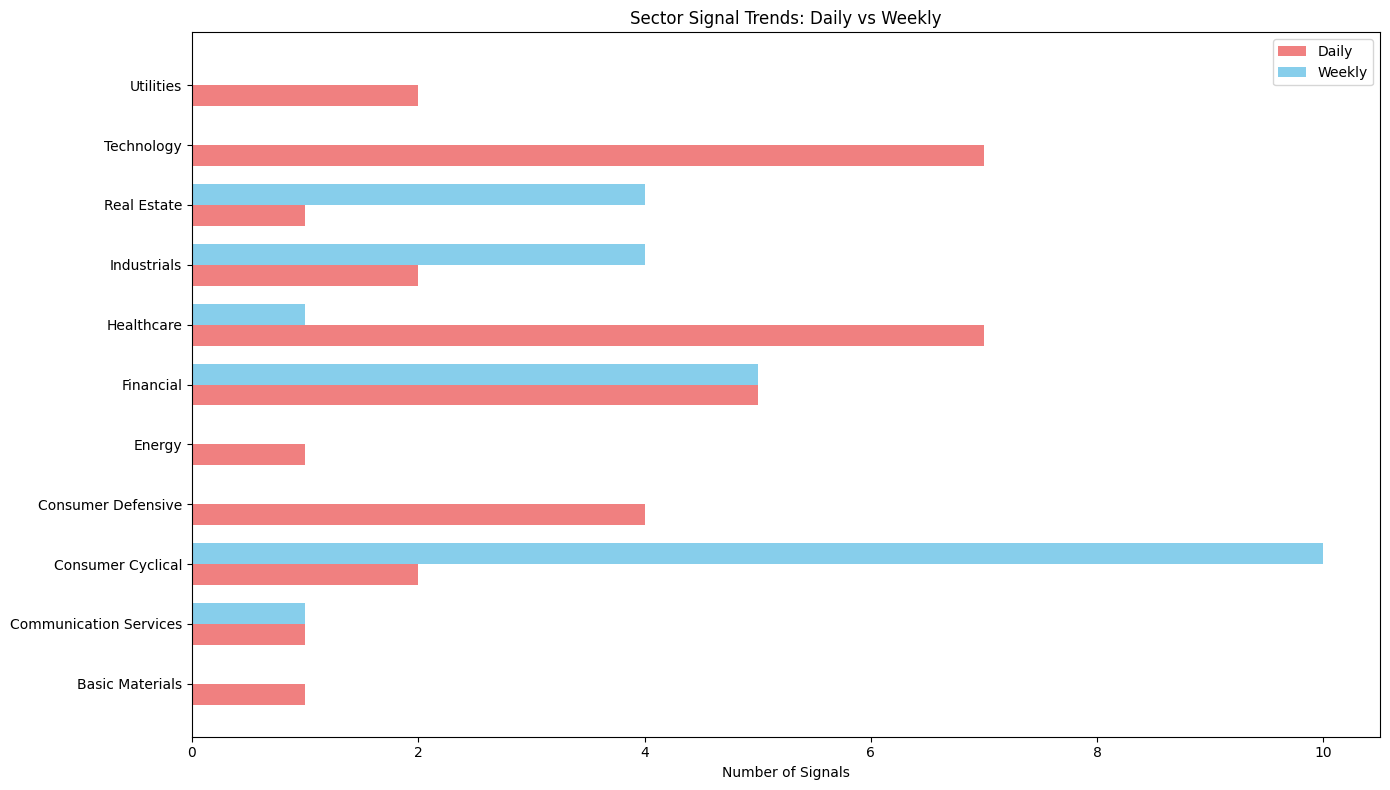 Sector Signal Trends: Daily vs Weekly
Daily
Weekly
Utilities
Technology
Real Estate
Industrials
Healthcare
Financial
Energy
Consumer Defensive
Consumer Cyclical
Communication Services
Basic Materials
0 2 4 6 8 10
Number of Signals